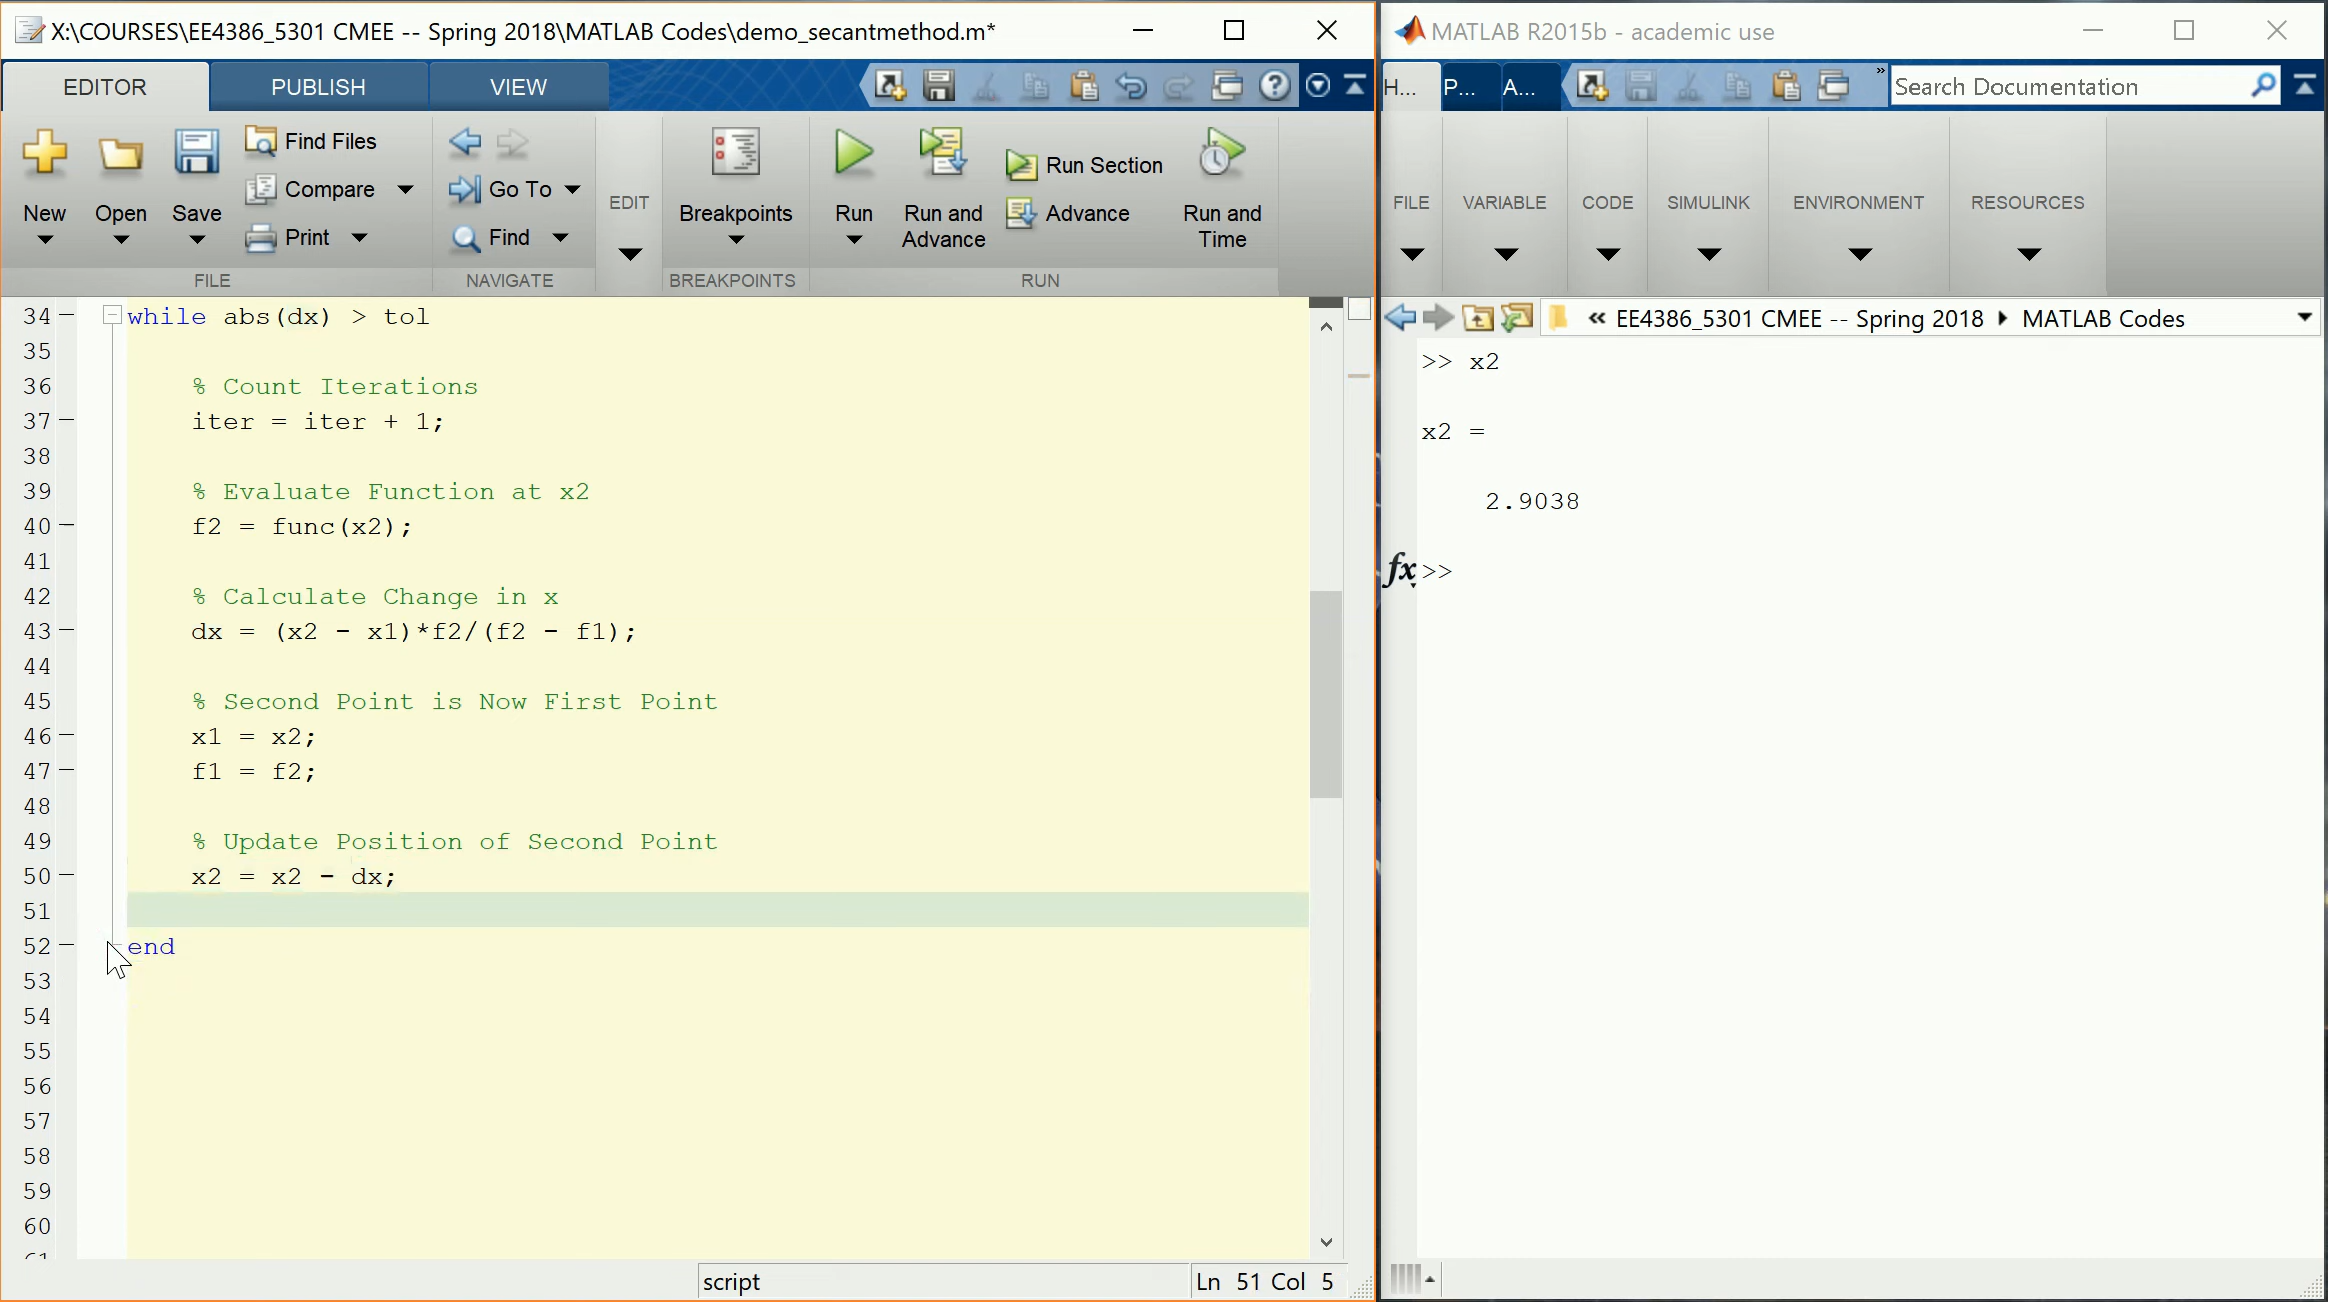 X:\COURSES\EE4386_5301 CMEE -- Spring 2018\MATLAB Codes\demo_secantmethod.m*
EDITOR PUBLISH VIEW
New
Open
Save
Find Files
Compare
Print
FILE
Go To
Find
NAVIGATE
EDIT
Breakpoints
BREAKPOINTS
Run
Run and Advance
Run Section
Advance
Run and Time
RUN
34 while abs(dx) > tol
35
36 % Count Iterations
37 iter = iter + 1;
38
39 % Evaluate Function at x2
40 f2 = func(x2);
41
42 % Calculate Change in x
43 dx = (x2 - x1)*f2/(f2 - f1);
44
45 % Second Point is Now First Point
46 x1 = x2;
47 f1 = f2;
48
49 % Update Position of Second Point
50 x2 = x2 - dx;
51
52 end
53
54
55
56
57
58
59
60
script
Ln 51 Col 5
MATLAB R2015b - academic use
H... P... A...
» Search Documentation
FILE VARIABLE CODE SIMULINK ENVIRONMENT RESOURCES
« EE4386_5301 CMEE -- Spring 2018 MATLAB Codes
>> x2
x2 =
2.9038
fx >>